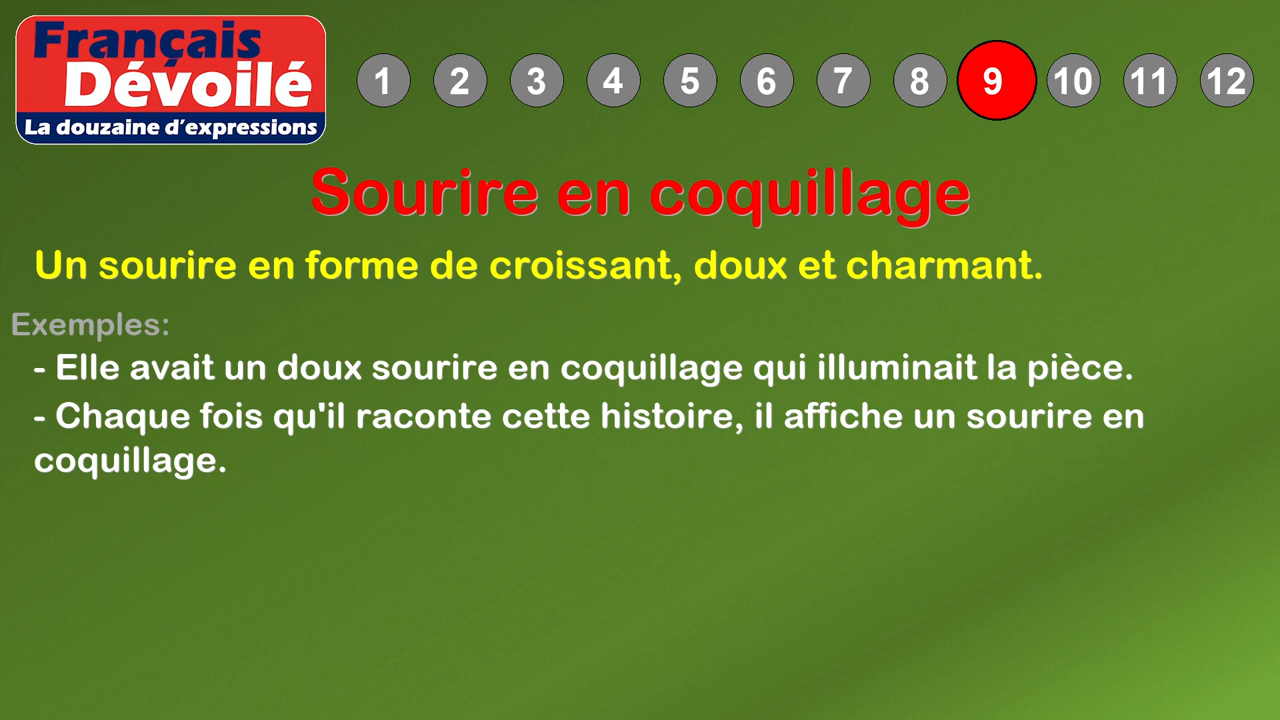 Français
Dévoilé
La douzaine d'expressions
1 2 3 4 5 6 7 8 9 10 11 12
Sourire en coquillage
Un sourire en forme de croissant, doux et charmant.
Exemples:
- Elle avait un doux sourire en coquillage qui illuminait la pièce.
- Chaque fois qu'il raconte cette histoire, il affiche un sourire en
coquillage.